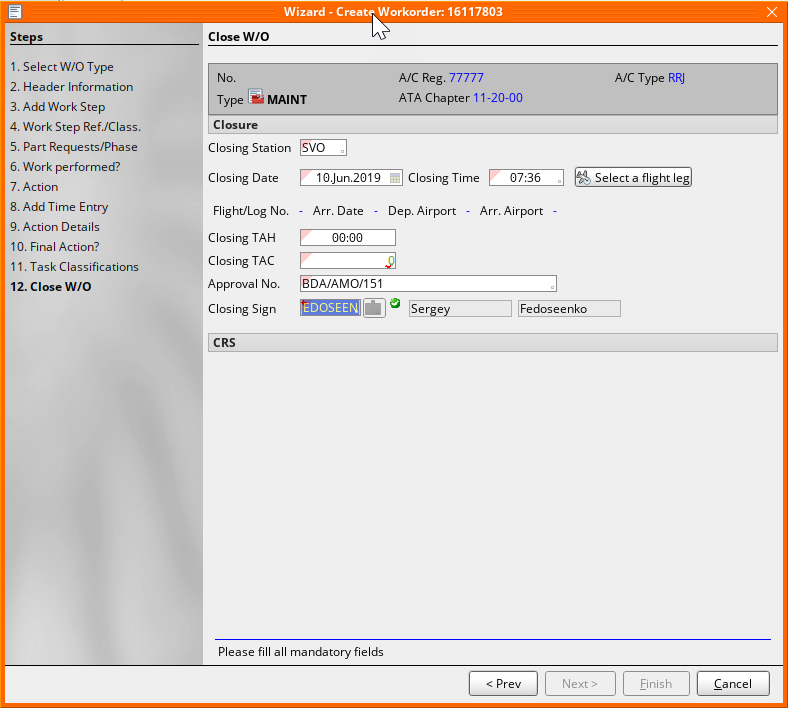 Wizard - Create Workorder: 16117803
Steps
1. Select W/O Type
2. Header Information
3. Add Work Step
4. Work Step Ref./Class.
5. Part Requests/Phase
6. Work performed?
7. Action
8. Add Time Entry
9. Action Details
10. Final Action?
11. Task Classifications
12. Close W/O
Close W/O
No. A/C Reg. 77777 A/C Type RRJ
Type MAINT ATA Chapter 11-20-00
Closure
Closing Station SVO
Closing Date 10.Jun.2019 Closing Time 07:36 Select a flight leg
Flight/Log No. - Arr. Date - Dep. Airport - Arr. Airport -
Closing TAH 00:00
Closing TAC 0
Approval No. BDA/AMO/151
Closing Sign EDOSEEN Sergey Fedoseenko
CRS
Please fill all mandatory fields
< Prev Next > Finish Cancel